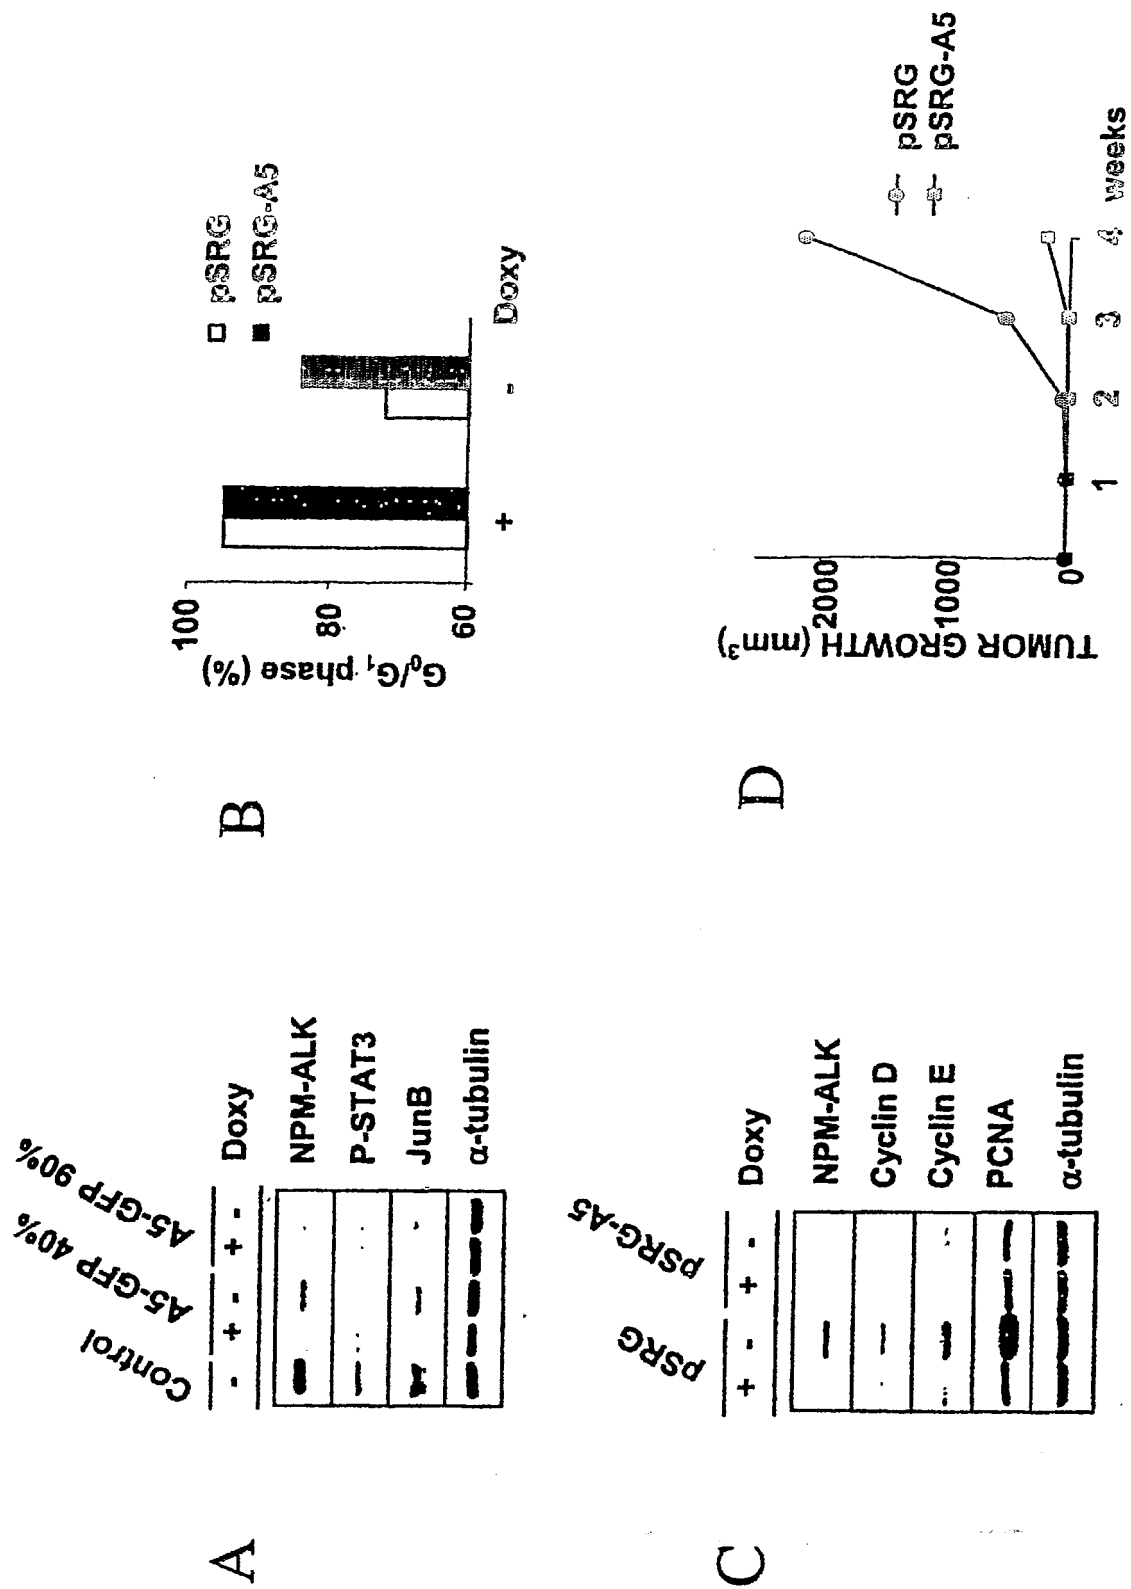 A
Control A5-GFP 40% A5-GFP 90%
- + - + - Doxy
NPM-ALK
P-STAT3
JunB
α-tubulin
B
G₀/G₁ phase (%)
100
80
60
+ - Doxy
pSRG
pSRG-A5
C
pSRG pSRG-A5
+ - + - Doxy
NPM-ALK
Cyclin D
Cyclin E
PCNA
α-tubulin
D
TUMOR GROWTH (mm³)
2000
1000
0
1 2 3 4 weeks
pSRG
pSRG-A5